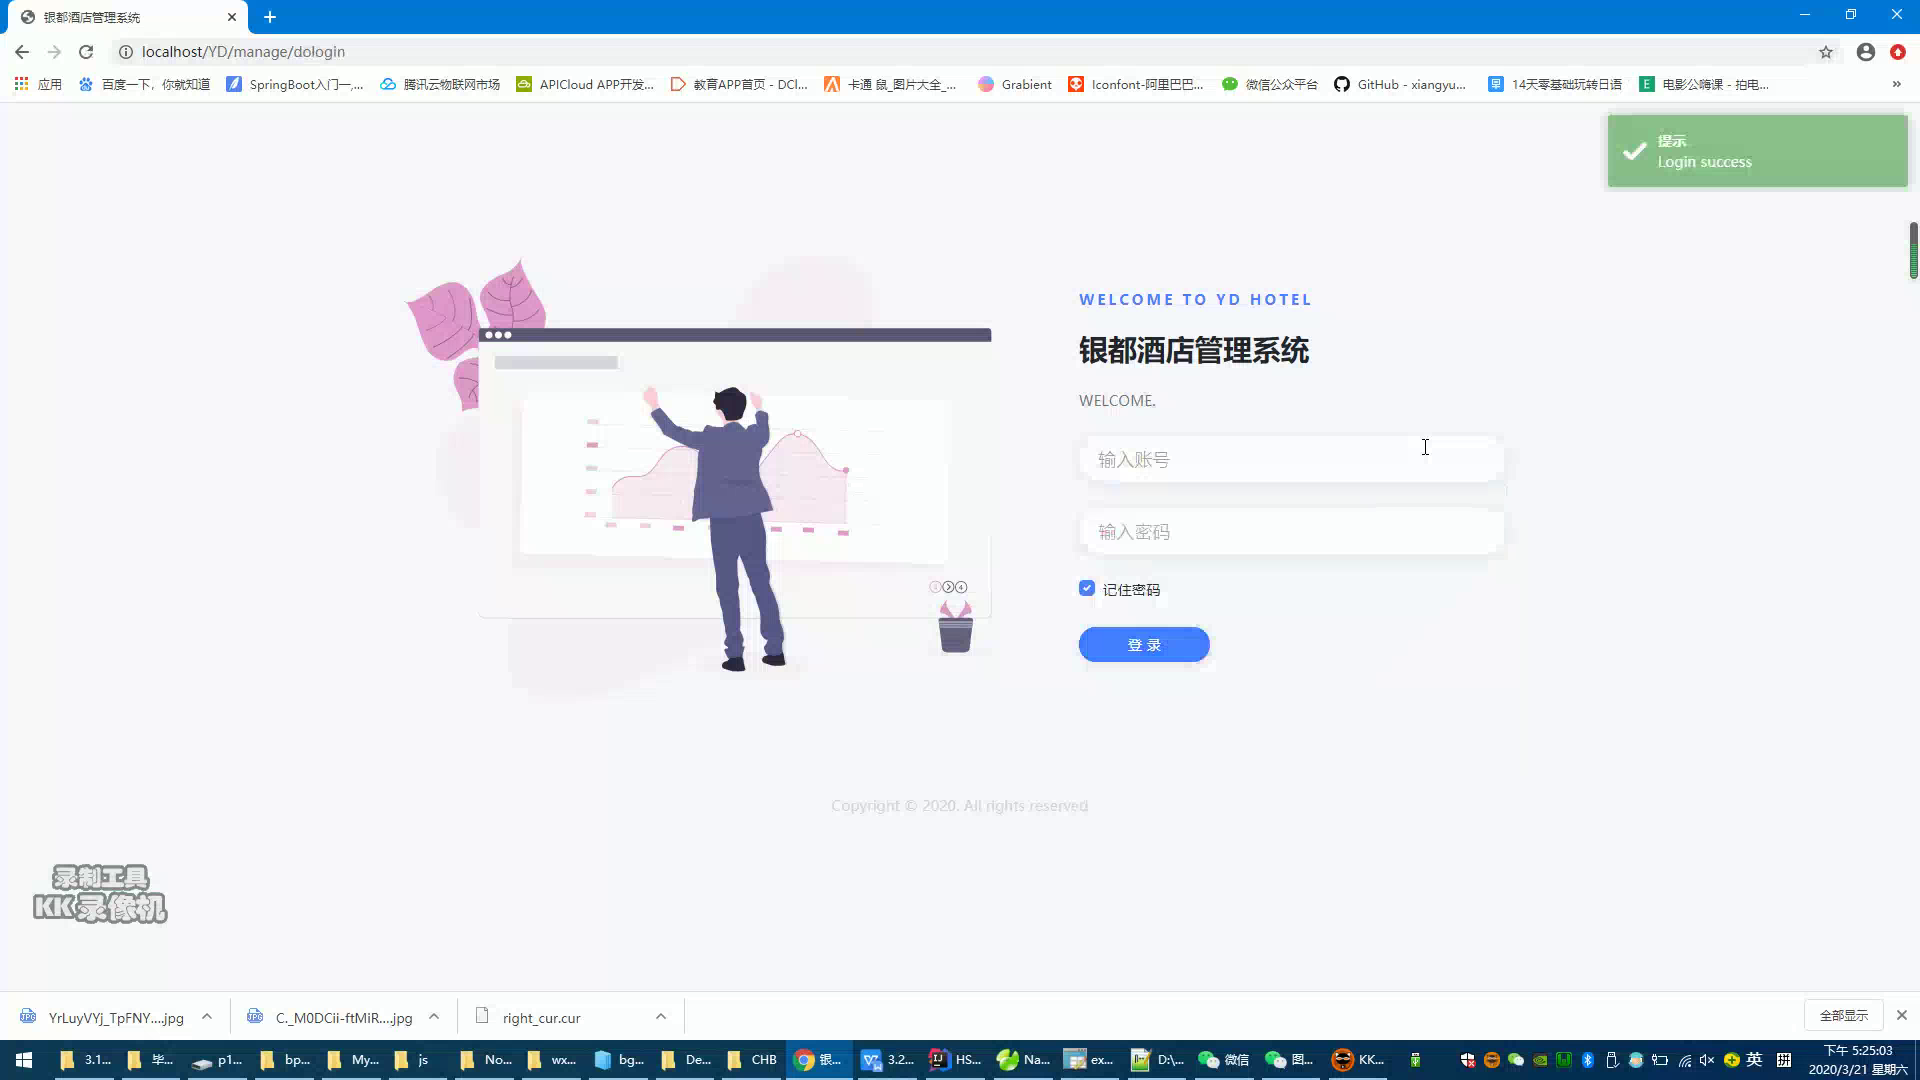 银都酒店管理系统
localhost/YD/manage/dologin
应用
百度一下，你就知道
SpringBoot入门一,...
腾讯云物联网市场
APICloud APP开发...
教育APP首页 - DCl...
卡通 鼠_图片大全_...
Grabient
Iconfont-阿里巴巴...
微信公众平台
GitHub - xiangyu...
14天零基础玩转日语
电影公嗨课 - 拍电...
提示
Login success
WELCOME TO YD HOTEL
银都酒店管理系统
WELCOME.
输入账号
输入密码
记住密码
登 录
Copyright © 2020. All rights reserved
录制工具
KK录像机
YrLuyVYj_TpFNY....jpg
C._M0DCii-ftMiR....jpg
right_cur.cur
全部显示
3.1...
毕...
p1...
bp...
My...
js
No...
wx...
bg...
De...
CHB
银...
3.2...
HS...
Na...
ex...
D:\...
微信
图...
KK...
英
拼
下午 5:25:03
2020/3/21 星期六